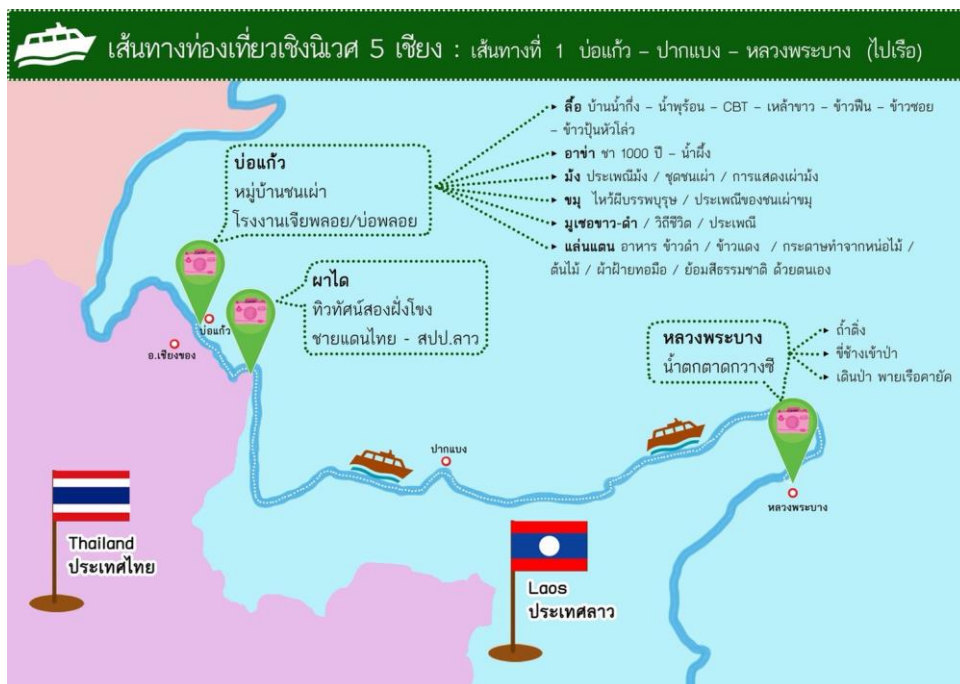 เส้นทางท่องเที่ยวเชิงนิเวศ 5 เชียง : เส้นทางที่ 1 บ่อแก้ว – ปากแบง – หลวงพระบาง (ไปเรือ)
ลื้อ บ้านน้ำกึ่ง – น้ำพุร้อน – CBT – เหล้าขาว – ข้าวฟืน – ข้าวซอย
– ข้าวปุ้นหัวโล่ว
อาข่า ชา 1000 ปี – น้ำผึ้ง
ม้ง ประเพณีม้ง / ชุดชนเผ่า / การแสดงเผ่าม้ง
ขมุ ไหว้ผีบรรพบุรุษ / ประเพณีของชนเผ่าขมุ
มูเซอขาว-ดำ / วิถีชีวิต / ประเพณี
แล่นแตน อาหาร ข้าวดำ / ข้าวแดง / กระดาษทำจากหน่อไม้ /
ต้นไม้ / ผ้าฝ้ายทอมือ / ย้อมสีธรรมชาติ ด้วยตนเอง
บ่อแก้ว
หมู่บ้านชนเผ่า
โรงงานเจียพลอย/บ่อพลอย
ผาได
ทิวทัศน์สองฝั่งโขง
ชายแดนไทย - สปป.ลาว
บ่อแก้ว
อ.เชียงของ
หลวงพระบาง
น้ำตกตาดกวางซี
ถ้ำติ่ง
ขี่ช้างเข้าป่า
เดินป่า พายเรือคายัค
ปากแบง
หลวงพระบาง
Thailand
ประเทศไทย
Laos
ประเทศลาว